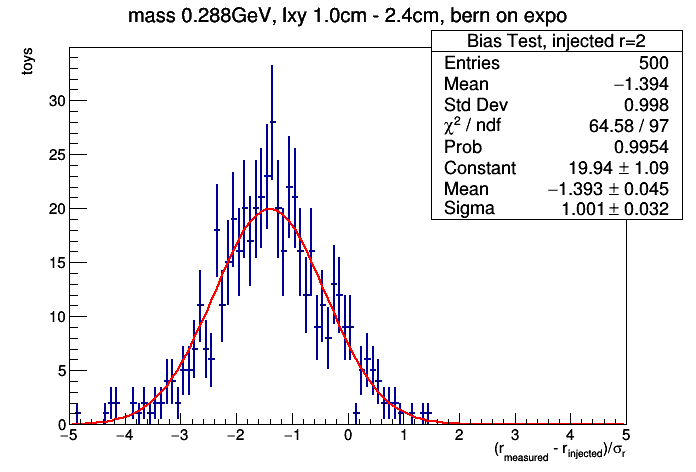 mass 0.288GeV, lxy 1.0cm - 2.4cm, bern on expo
toys
Bias Test, injected r=2
Entries 500
Mean −1.394
Std Dev 0.998
χ² / ndf 64.58 / 97
Prob 0.9954
Constant 19.94 ± 1.09
Mean −1.393 ± 0.045
Sigma 1.001 ± 0.032
30
25
20
15
10
5
0
−5 −4 −3 −2 −1 0 1 2 3 4 5
(r_measured - r_injected)/σ_r